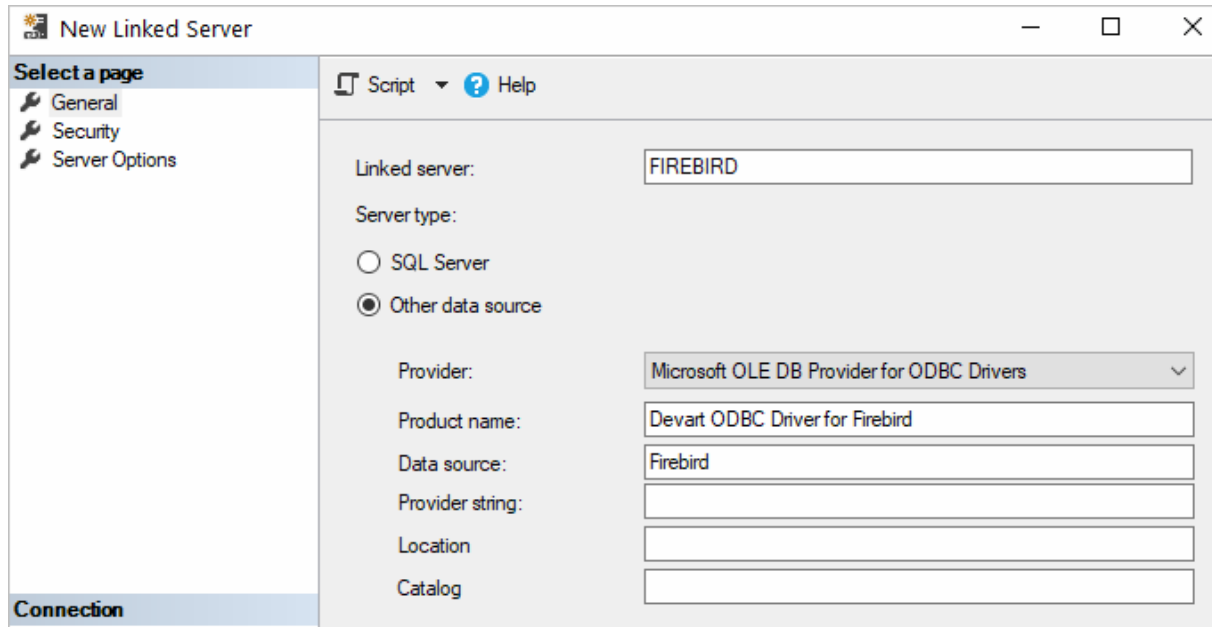 New Linked Server
Select a page
General
Security
Server Options
Connection
Script Help
Linked server: FIREBIRD
Server type:
SQL Server
Other data source
Provider: Microsoft OLE DB Provider for ODBC Drivers
Product name: Devart ODBC Driver for Firebird
Data source: Firebird
Provider string:
Location
Catalog